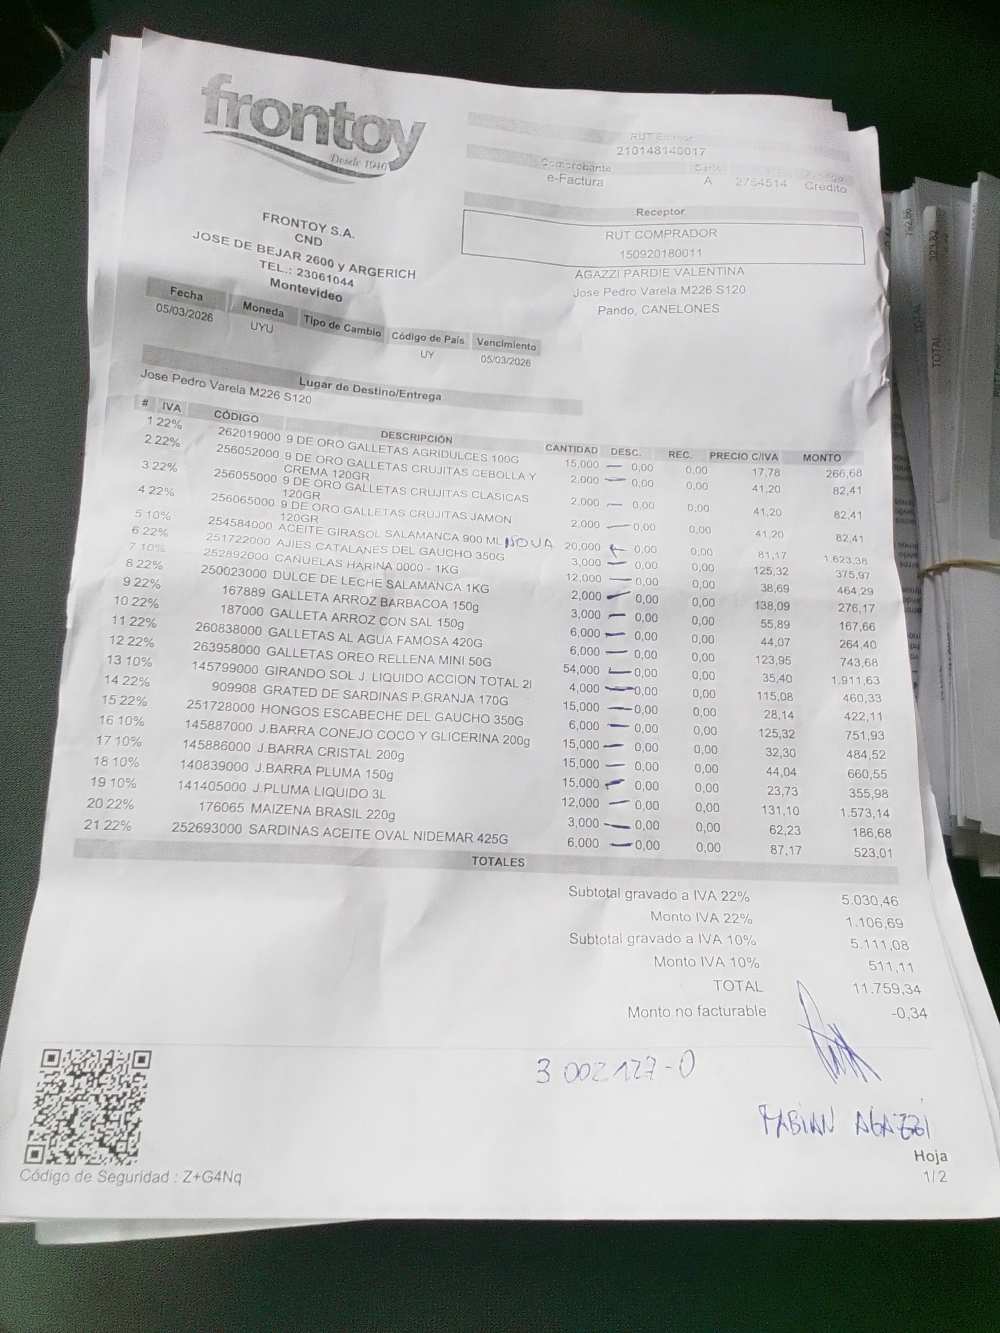 frontoy
Desde 1946
RUT Emisor
210148140017
Comprobante Serie
e-Factura A 2754514 Crédito
Receptor
RUT COMPRADOR
150920180011
AGAZZI PARDIE VALENTINA
Jose Pedro Varela M226 S120
Pando, CANELONES
FRONTOY S.A.
CND
JOSE DE BEJAR 2600 y ARGERICH
TEL.: 23061044
Montevideo
Fecha Moneda Tipo de Cambio Código de País Vencimiento
05/03/2026 UYU UY 05/03/2026
Lugar de Destino/Entrega
Jose Pedro Varela M226 S120
# IVA CÓDIGO DESCRIPCIÓN CANTIDAD DESC. REC. PRECIO C/IVA MONTO
1 22% 262019000 9 DE ORO GALLETAS AGRIDULCES 100G 15,000 0,00 0,00 17,78 266,68
2 22% 256052000 9 DE ORO GALLETAS CRUJITAS CEBOLLA Y 2,000 0,00 0,00 41,20 82,41
CREMA 120GR
3 22% 256055000 9 DE ORO GALLETAS CRUJITAS CLASICAS 2,000 0,00 0,00 41,20 82,41
120GR
4 22% 256065000 9 DE ORO GALLETAS CRUJITAS JAMON 2,000 0,00 0,00 41,20 82,41
120GR
5 10% 254584000 ACEITE GIRASOL SALAMANCA 900 ML NOVA 20,000 0,00 0,00 81,17 1.623,38
6 22% 251722000 AJIES CATALANES DEL GAUCHO 350G 3,000 0,00 0,00 125,32 375,97
7 10% 252892000 CAÑUELAS HARINA 0000 - 1KG 12,000 0,00 0,00 38,69 464,29
8 22% 250023000 DULCE DE LECHE SALAMANCA 1KG 2,000 0,00 0,00 138,09 276,17
9 22% 167889 GALLETA ARROZ BARBACOA 150g 3,000 0,00 0,00 55,89 167,66
10 22% 187000 GALLETA ARROZ CON SAL 150g 6,000 0,00 0,00 44,07 264,40
11 22% 260838000 GALLETAS AL AGUA FAMOSA 420G 6,000 0,00 0,00 123,95 743,68
12 22% 263958000 GALLETAS OREO RELLENA MINI 50G 54,000 0,00 0,00 35,40 1.911,63
13 10% 145799000 GIRANDO SOL J. LIQUIDO ACCION TOTAL 2l 4,000 0,00 0,00 115,08 460,33
14 22% 909908 GRATED DE SARDINAS P.GRANJA 170G 15,000 0,00 0,00 28,14 422,11
15 22% 251728000 HONGOS ESCABECHE DEL GAUCHO 350G 6,000 0,00 0,00 125,32 751,93
16 10% 145887000 J.BARRA CONEJO COCO Y GLICERINA 200g 15,000 0,00 0,00 32,30 484,52
17 10% 145886000 J.BARRA CRISTAL 200g 15,000 0,00 0,00 44,04 660,55
18 10% 140839000 J.BARRA PLUMA 150g 15,000 0,00 0,00 23,73 355,98
19 10% 141405000 J.PLUMA LIQUIDO 3L 12,000 0,00 0,00 131,10 1.573,14
20 22% 176065 MAIZENA BRASIL 220g 3,000 0,00 0,00 62,23 186,68
21 22% 252693000 SARDINAS ACEITE OVAL NIDEMAR 425G 6,000 0,00 0,00 87,17 523,01
TOTALES
Subtotal gravado a IVA 22% 5.030,46
Monto IVA 22% 1.106,69
Subtotal gravado a IVA 10% 5.111,08
Monto IVA 10% 511,11
TOTAL 11.759,34
Monto no facturable -0,34
3 002127-0
FABIAN AGAZZI
Hoja
1/2
Código de Seguridad : Z+G4Nq
TOTAL
TOTAL